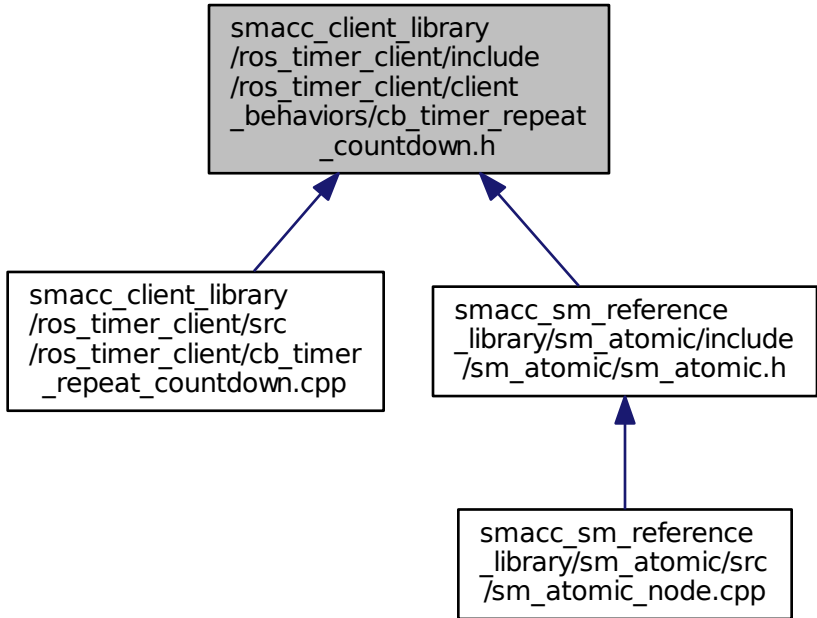 smacc_client_library
/ros_timer_client/include
/ros_timer_client/client
_behaviors/cb_timer_repeat
_countdown.h
smacc_client_library
/ros_timer_client/src
/ros_timer_client/cb_timer
_repeat_countdown.cpp
smacc_sm_reference
_library/sm_atomic/include
/sm_atomic/sm_atomic.h
smacc_sm_reference
_library/sm_atomic/src
/sm_atomic_node.cpp